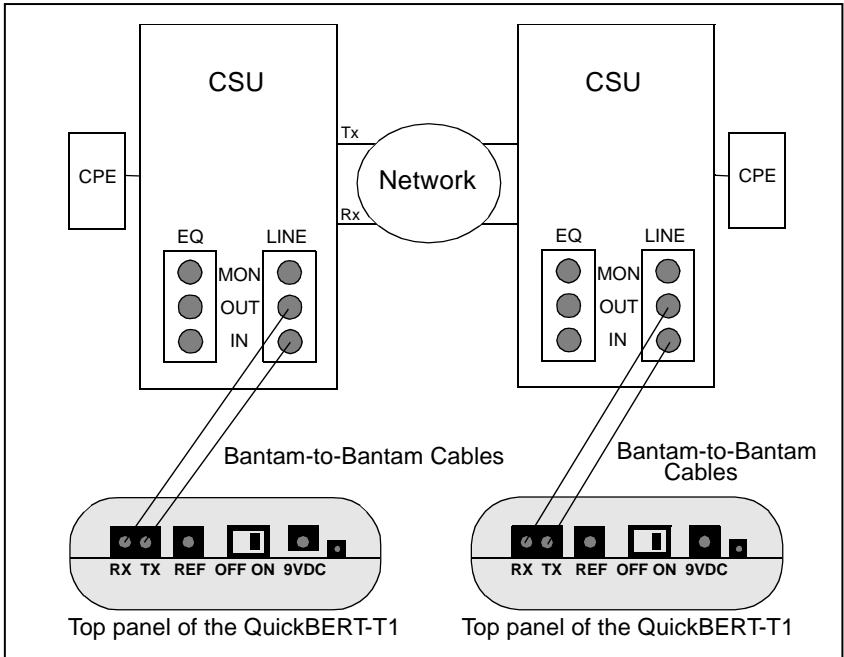 CSU
CSU
Tx
CPE
Network
CPE
Rx
EQ LINE
EQ LINE
MON
MON
OUT
OUT
IN
IN
Bantam-to-Bantam Cables
Bantam-to-Bantam
Cables
RX TX REF OFF ON 9VDC
RX TX REF OFF ON 9VDC
Top panel of the QuickBERT-T1
Top panel of the QuickBERT-T1